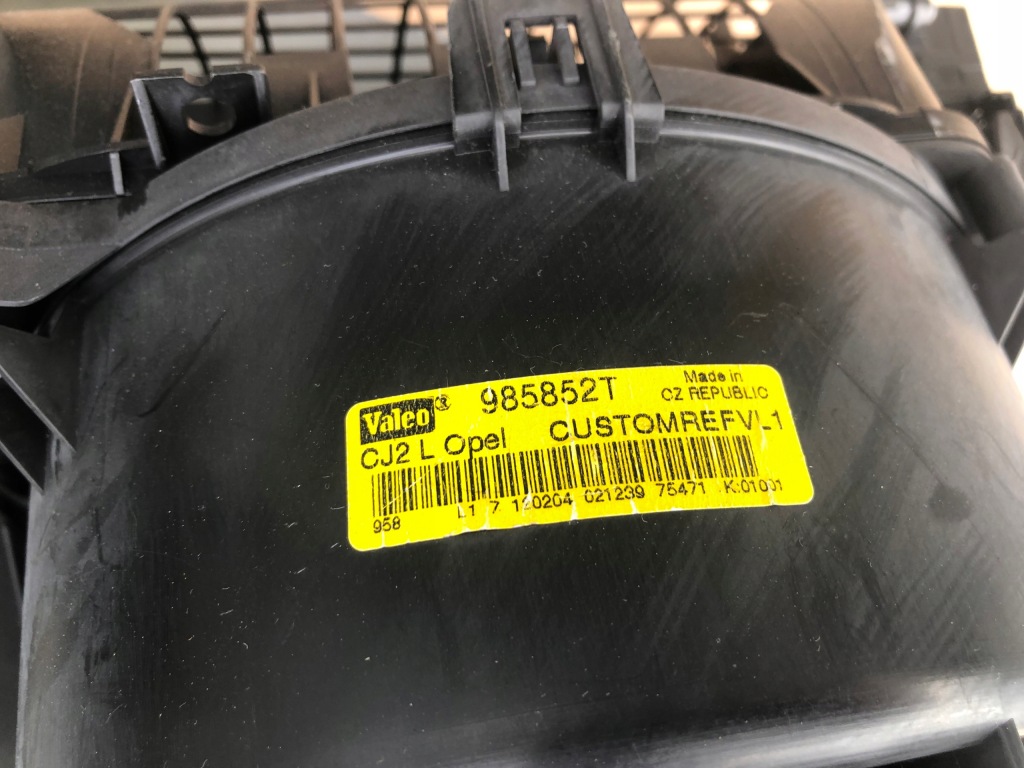 Valeo ® 985852T Made in
CZ REPUBLIC
CJ2 L Opel CUSTOMREFVL1
958 L1 7 120204 021239 75471 K:01001